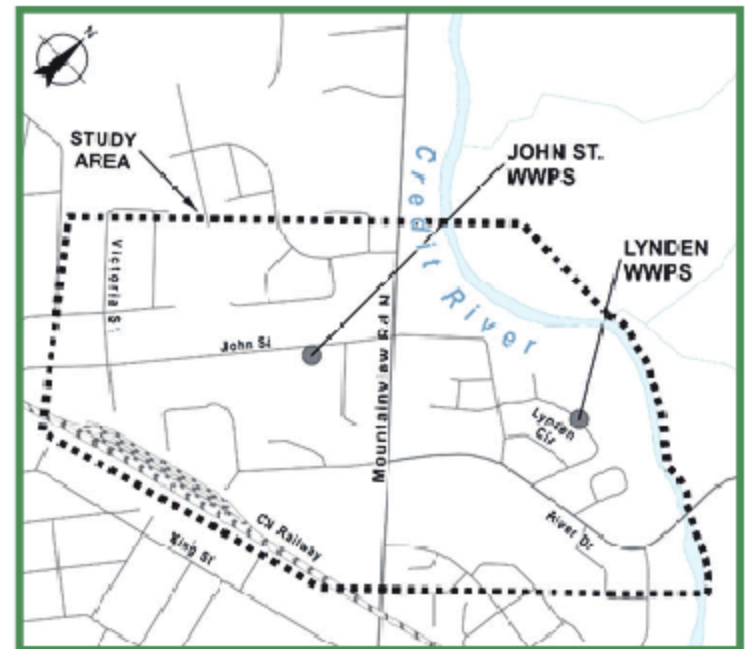 N
STUDY
AREA
JOHN ST.
WWPS
LYNDEN
WWPS
Credit River
Victoria St
John St
Mountainview Rd N
Lynden
Cir
River Dr
CN Railway
King St